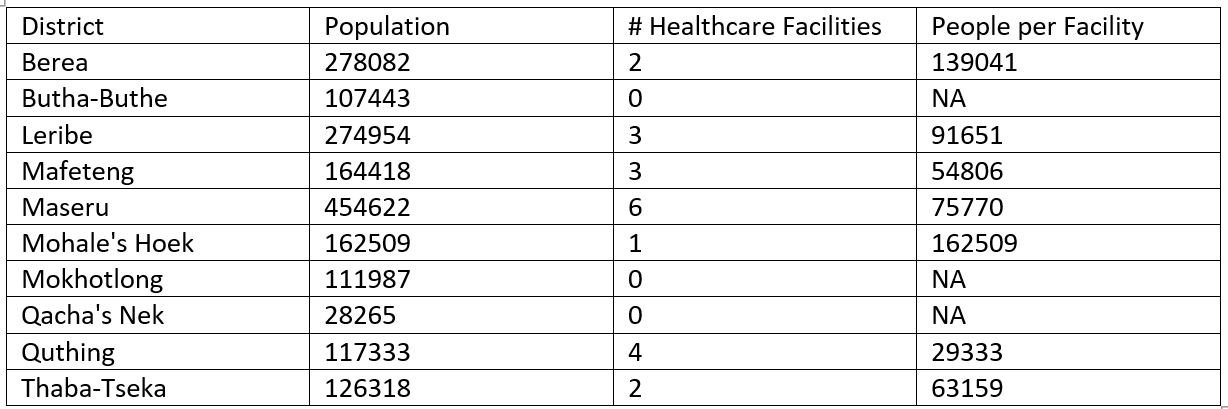 District Population # Healthcare Facilities People per Facility
Berea 278082 2 139041
Butha-Buthe 107443 0 NA
Leribe 274954 3 91651
Mafeteng 164418 3 54806
Maseru 454622 6 75770
Mohale's Hoek 162509 1 162509
Mokhotlong 111987 0 NA
Qacha's Nek 28265 0 NA
Quthing 117333 4 29333
Thaba-Tseka 126318 2 63159